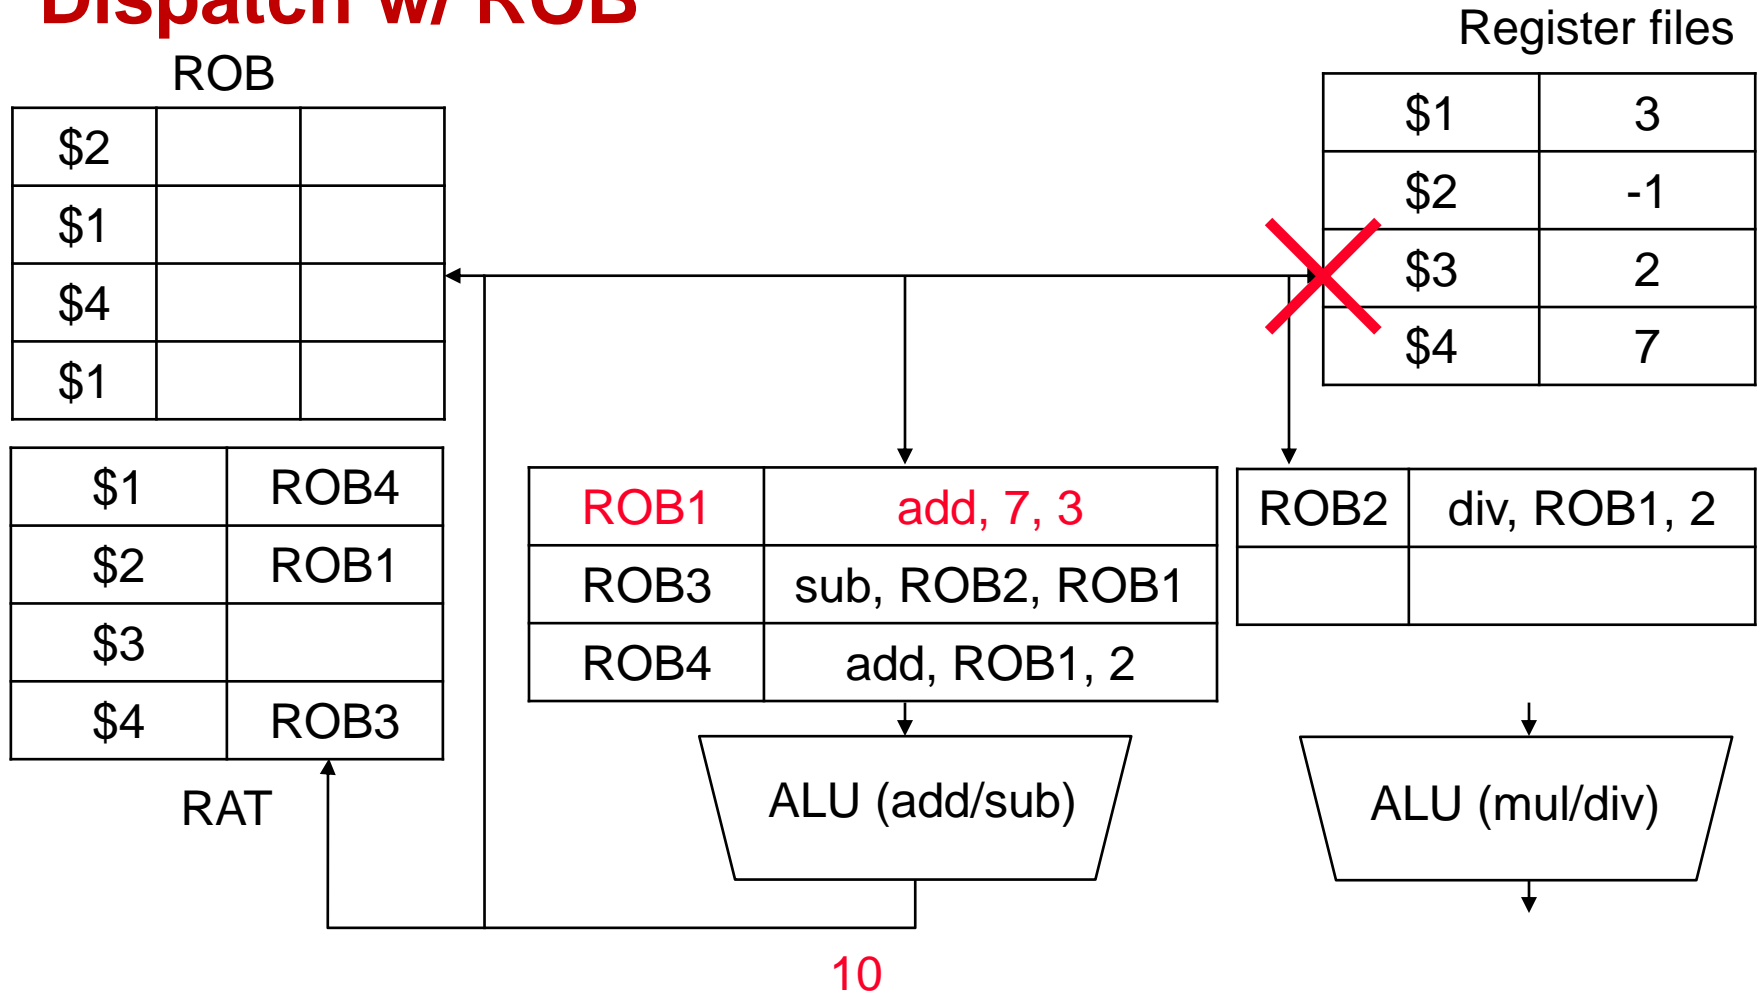 Dispatch w/ ROB
Register files
ROB
$2
$1
$4
$1
$1 3
$2 -1
$3 2
$4 7
$1 ROB4
$2 ROB1
$3
$4 ROB3
RAT
ROB1 add, 7, 3
ROB3 sub, ROB2, ROB1
ROB4 add, ROB1, 2
ROB2 div, ROB1, 2
ALU (add/sub)
ALU (mul/div)
10